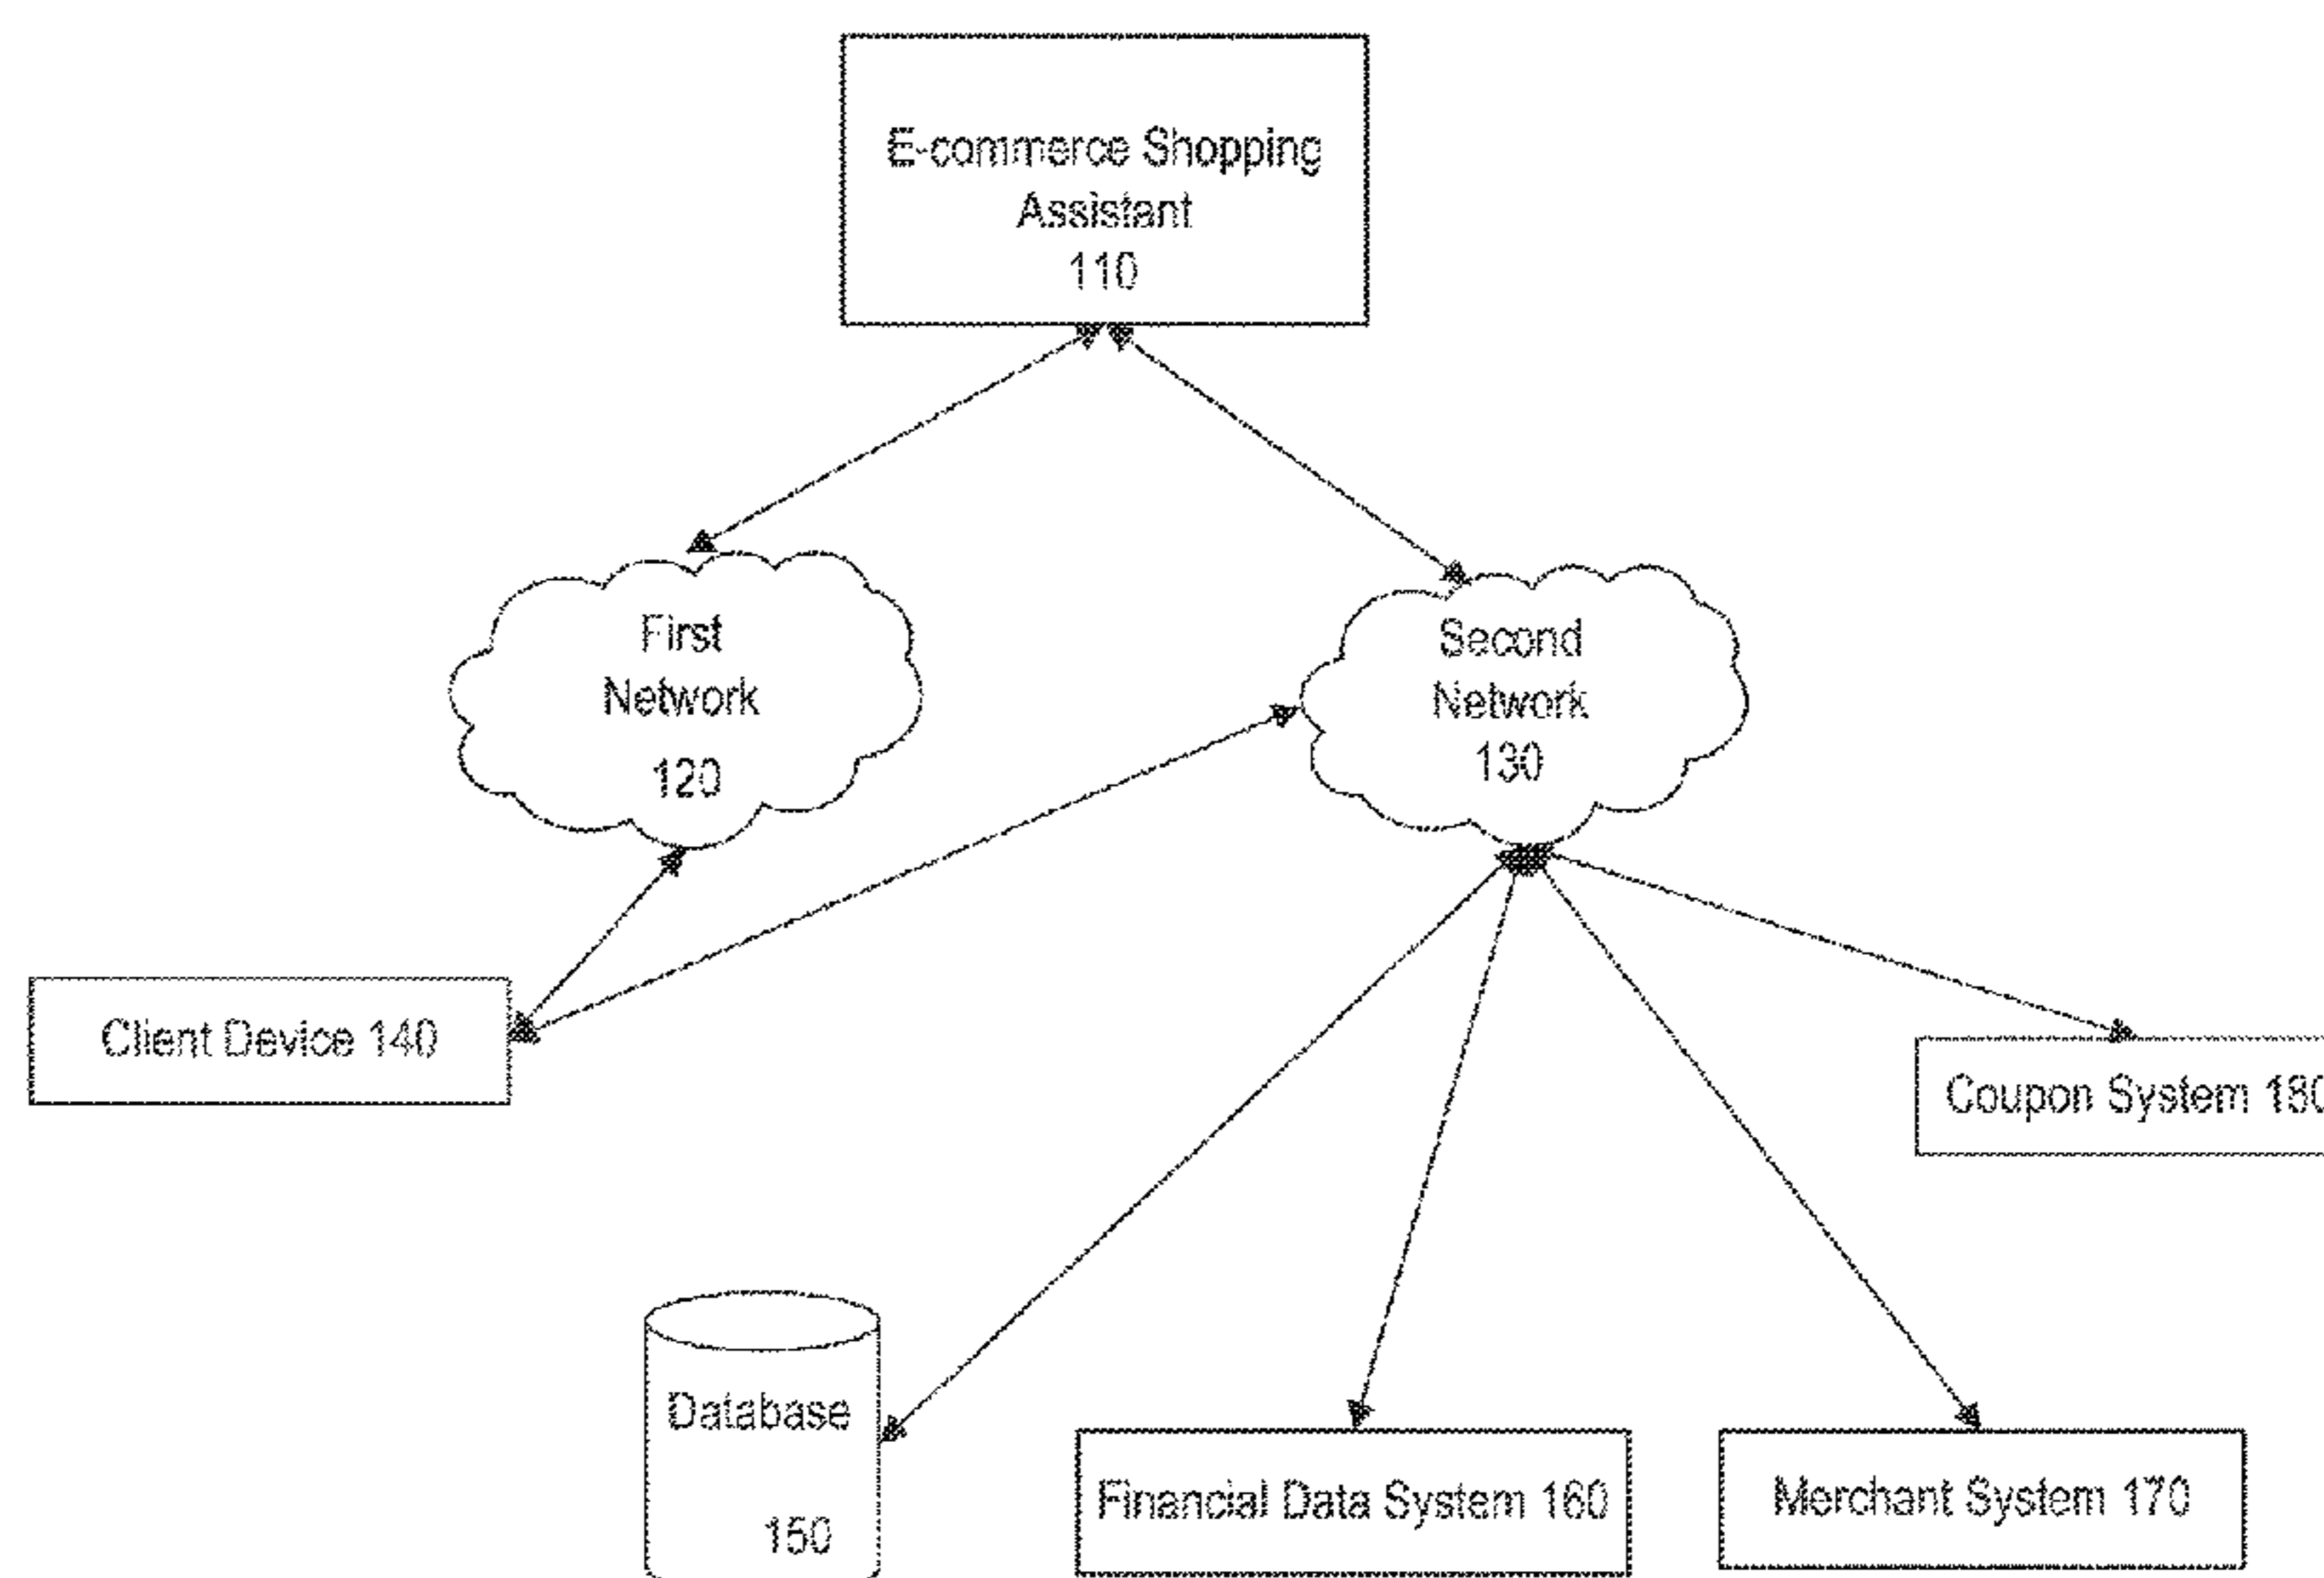 E-commerce Shopping
Assistant
110
First
Network
120
Second
Network
130
Client Device 140
Coupon System 180
Database
150
Financial Data System 160
Merchant System 170